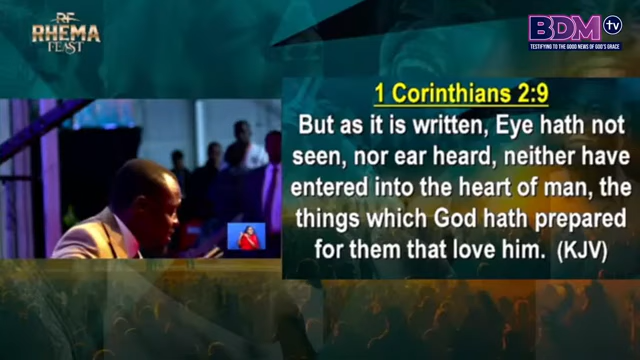 RF
RHEMA
FEAST
BDM tv
TESTIFYING TO THE GOOD NEWS OF GOD'S GRACE
1 Corinthians 2:9
But as it is written, Eye hath not
seen, nor ear heard, neither have
entered into the heart of man, the
things which God hath prepared
for them that love him. (KJV)